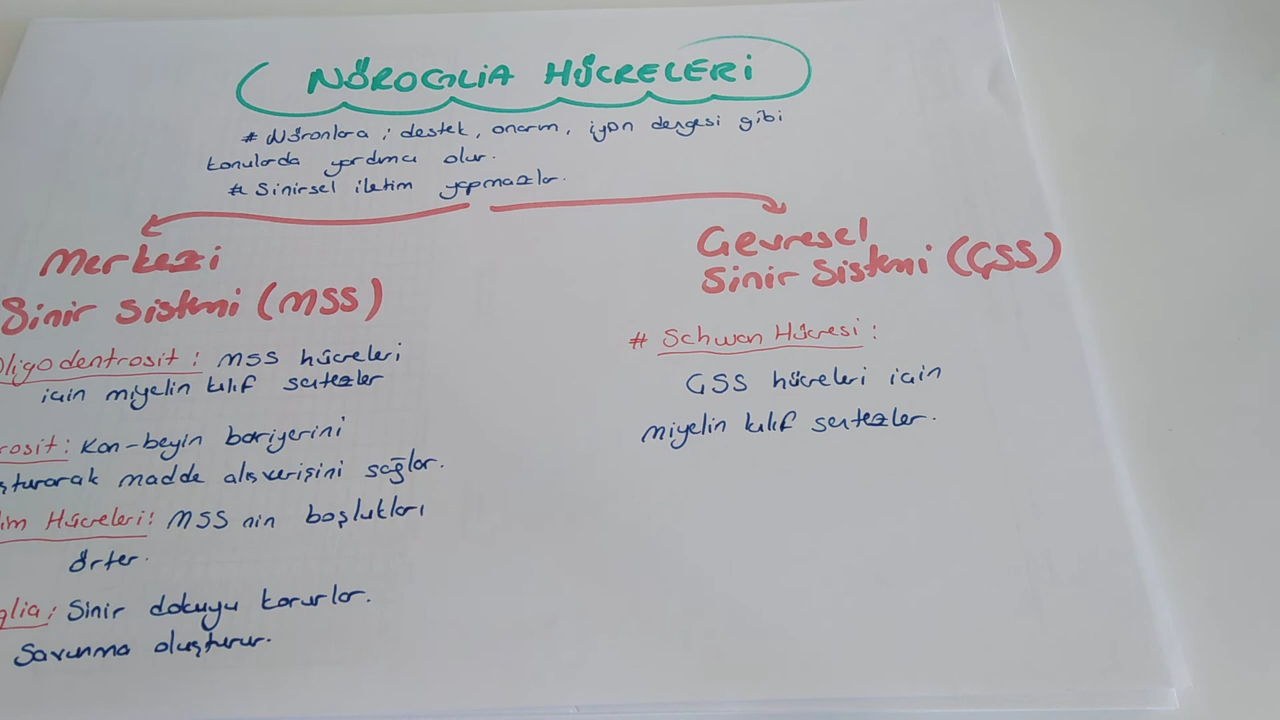 NÖROGLİA HÜCRELERİ
# Nöronlara ; destek, onarım, iyon dengesi gibi
konularda yardımcı olur.
# Sinirsel iletim yapmazlar.
Merkezi
Sinir Sistemi (MSS)
Oligodentrosit : MSS hücreleri
için miyelin kılıf sentezler
rosit : Kan-beyin bariyerini
şturarak madde alışverişini sağlar.
im Hücreleri : MSS nin boşlukları
örter.
glia ; Sinir dokuyu korurlar.
Savunma oluşturur.
Çevresel
Sinir Sistemi (ÇSS)
# Schwan Hücresi :
ÇSS hücreleri için
miyelin kılıf sentezler.